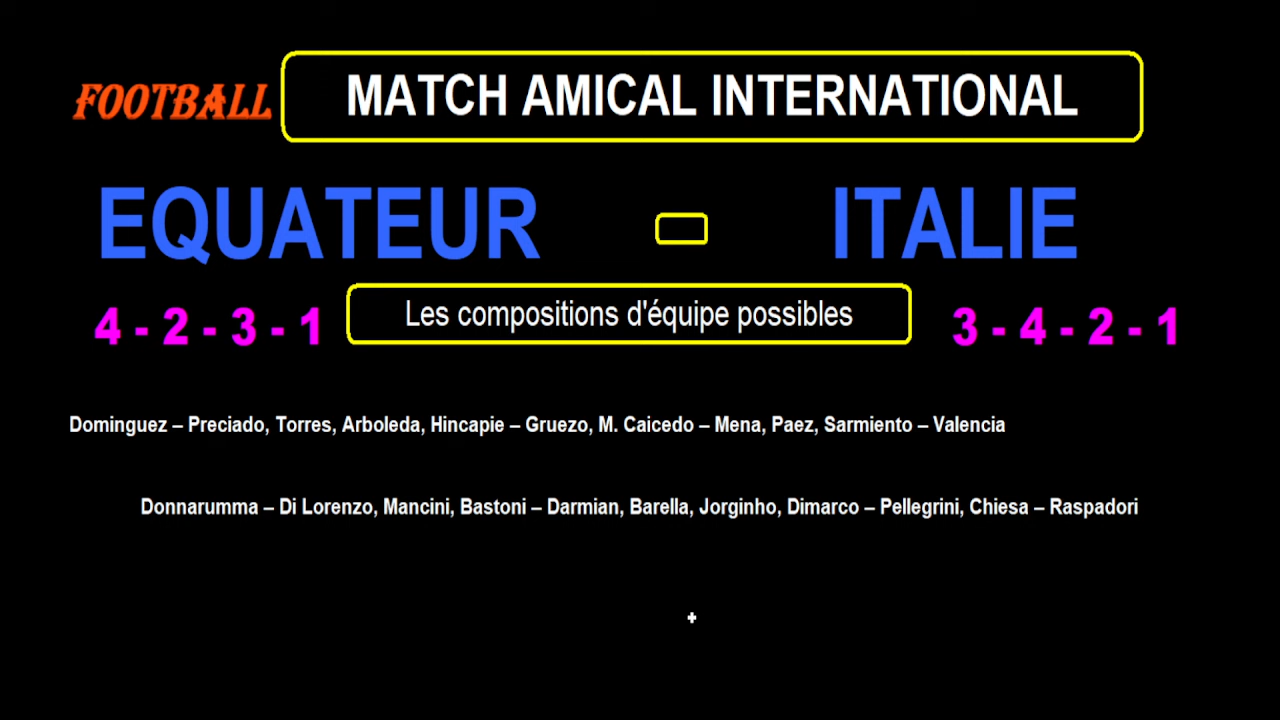 FOOTBALL MATCH AMICAL INTERNATIONAL
EQUATEUR - ITALIE
4 - 2 - 3 - 1 Les compositions d'équipe possibles 3 - 4 - 2 - 1
Dominguez – Preciado, Torres, Arboleda, Hincapie – Gruezo, M. Caicedo – Mena, Paez, Sarmiento – Valencia
Donnarumma – Di Lorenzo, Mancini, Bastoni – Darmian, Barella, Jorginho, Dimarco – Pellegrini, Chiesa – Raspadori